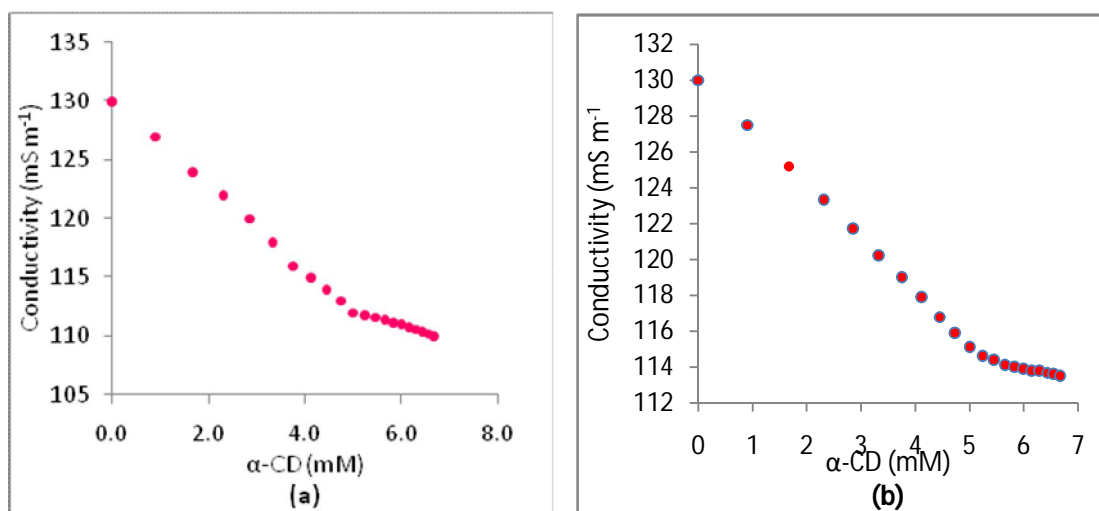 135
130
125
120
115
110
105
0.0 2.0 4.0 6.0 8.0
Conductivity (mS m-1)
α-CD (mM)
(a)
132
130
128
126
124
122
120
118
116
114
112
0 1 2 3 4 5 6 7
Conductivity (mS m-1
α-CD (mM)
(b)